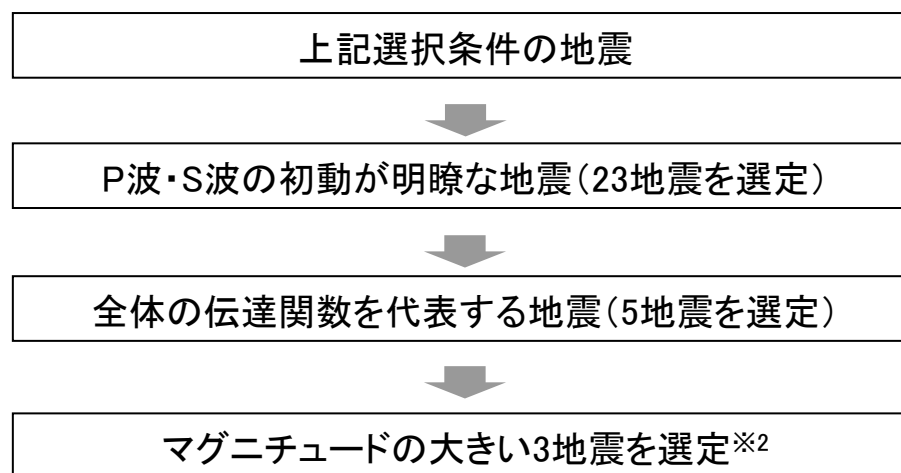 上記選択条件の地震
P波・S波の初動が明瞭な地震（23地震を選定）
全体の伝達関数を代表する地震（5地震を選定）
マグニチュードの大きい3地震を選定※2